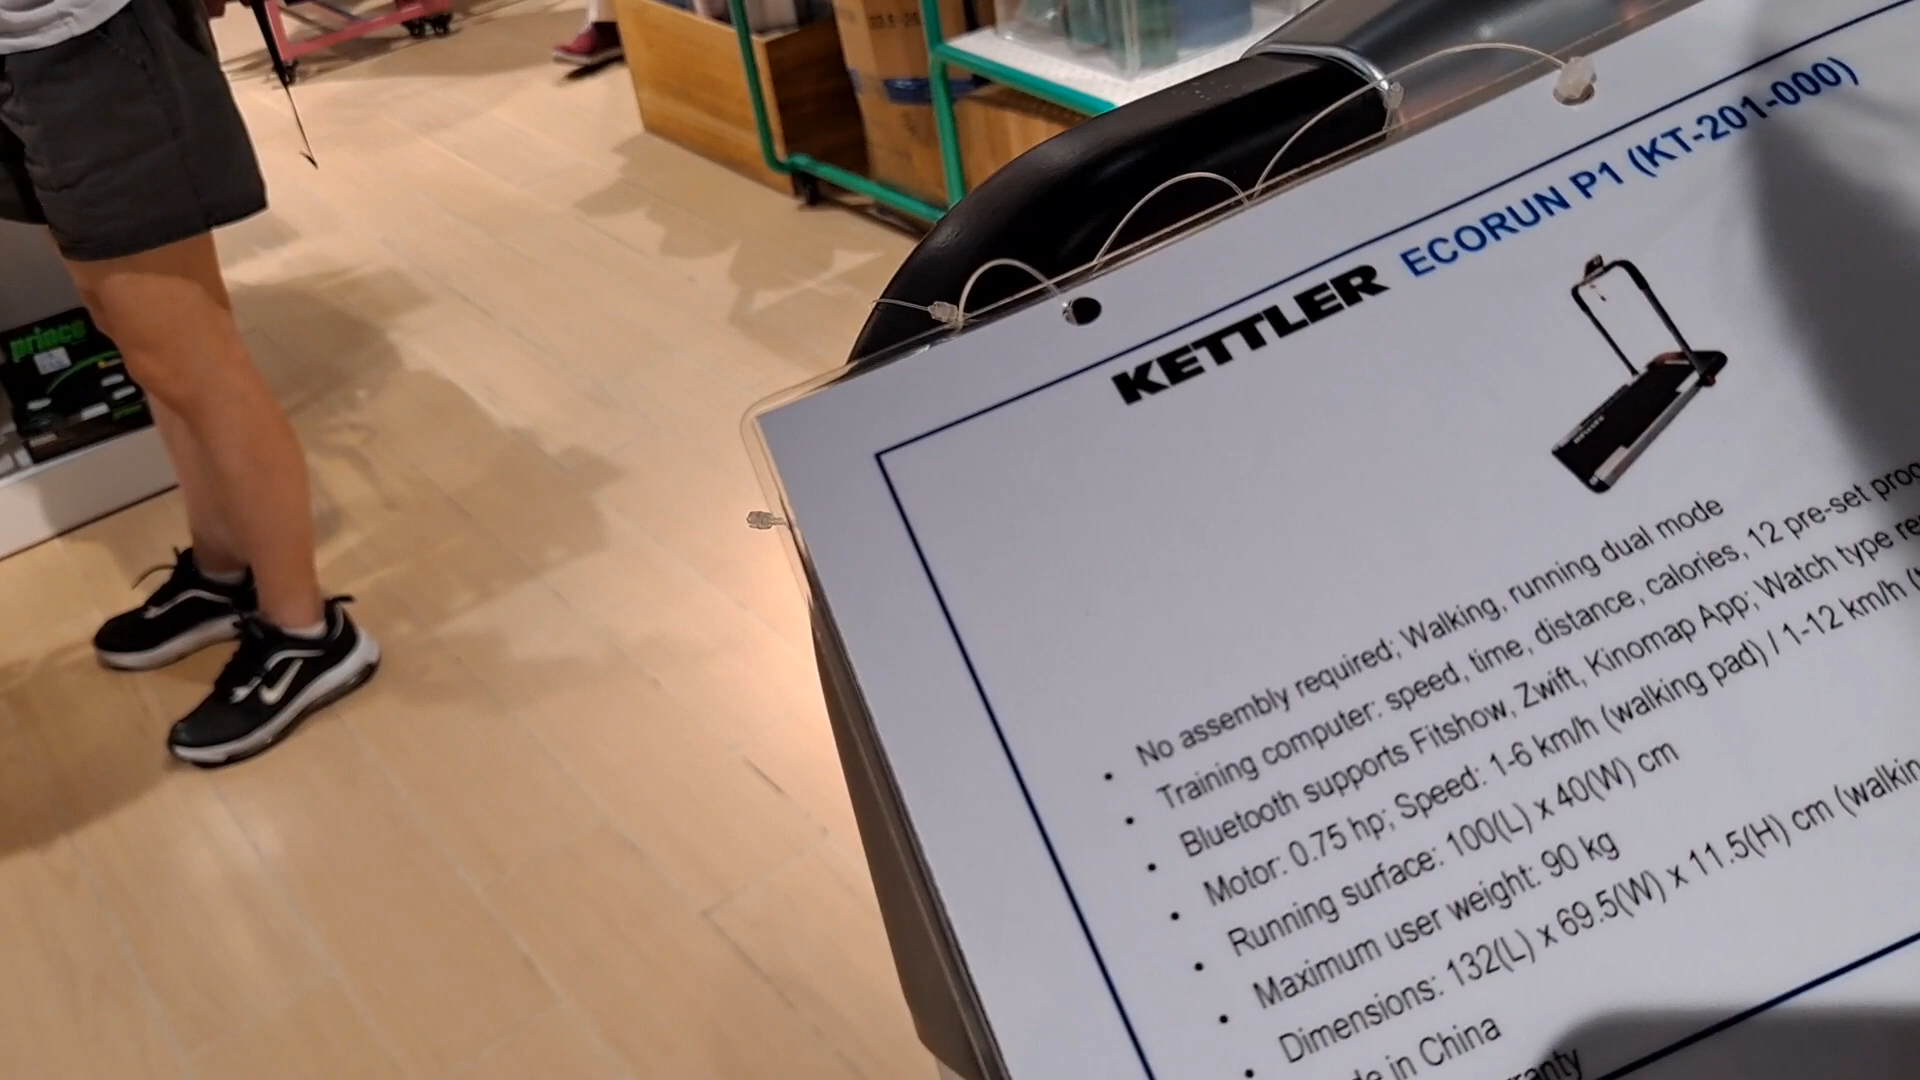 KETTLER ECORUN P1 (KT-201-000)
No assembly required; Walking, running dual mode
Training computer: speed, time, distance, calories, 12 pre-set
Bluetooth supports Fitshow, Zwift, Kinomap App; Watch type
Motor: 0.75 hp; Speed: 1-6 km/h (walking pad) / 1-12 km/h
Running surface: 100(L) x 40(W) cm
Maximum user weight: 90 kg
Dimensions: 132(L) x 69.5(W) x 11.5(H) cm
in China
prince